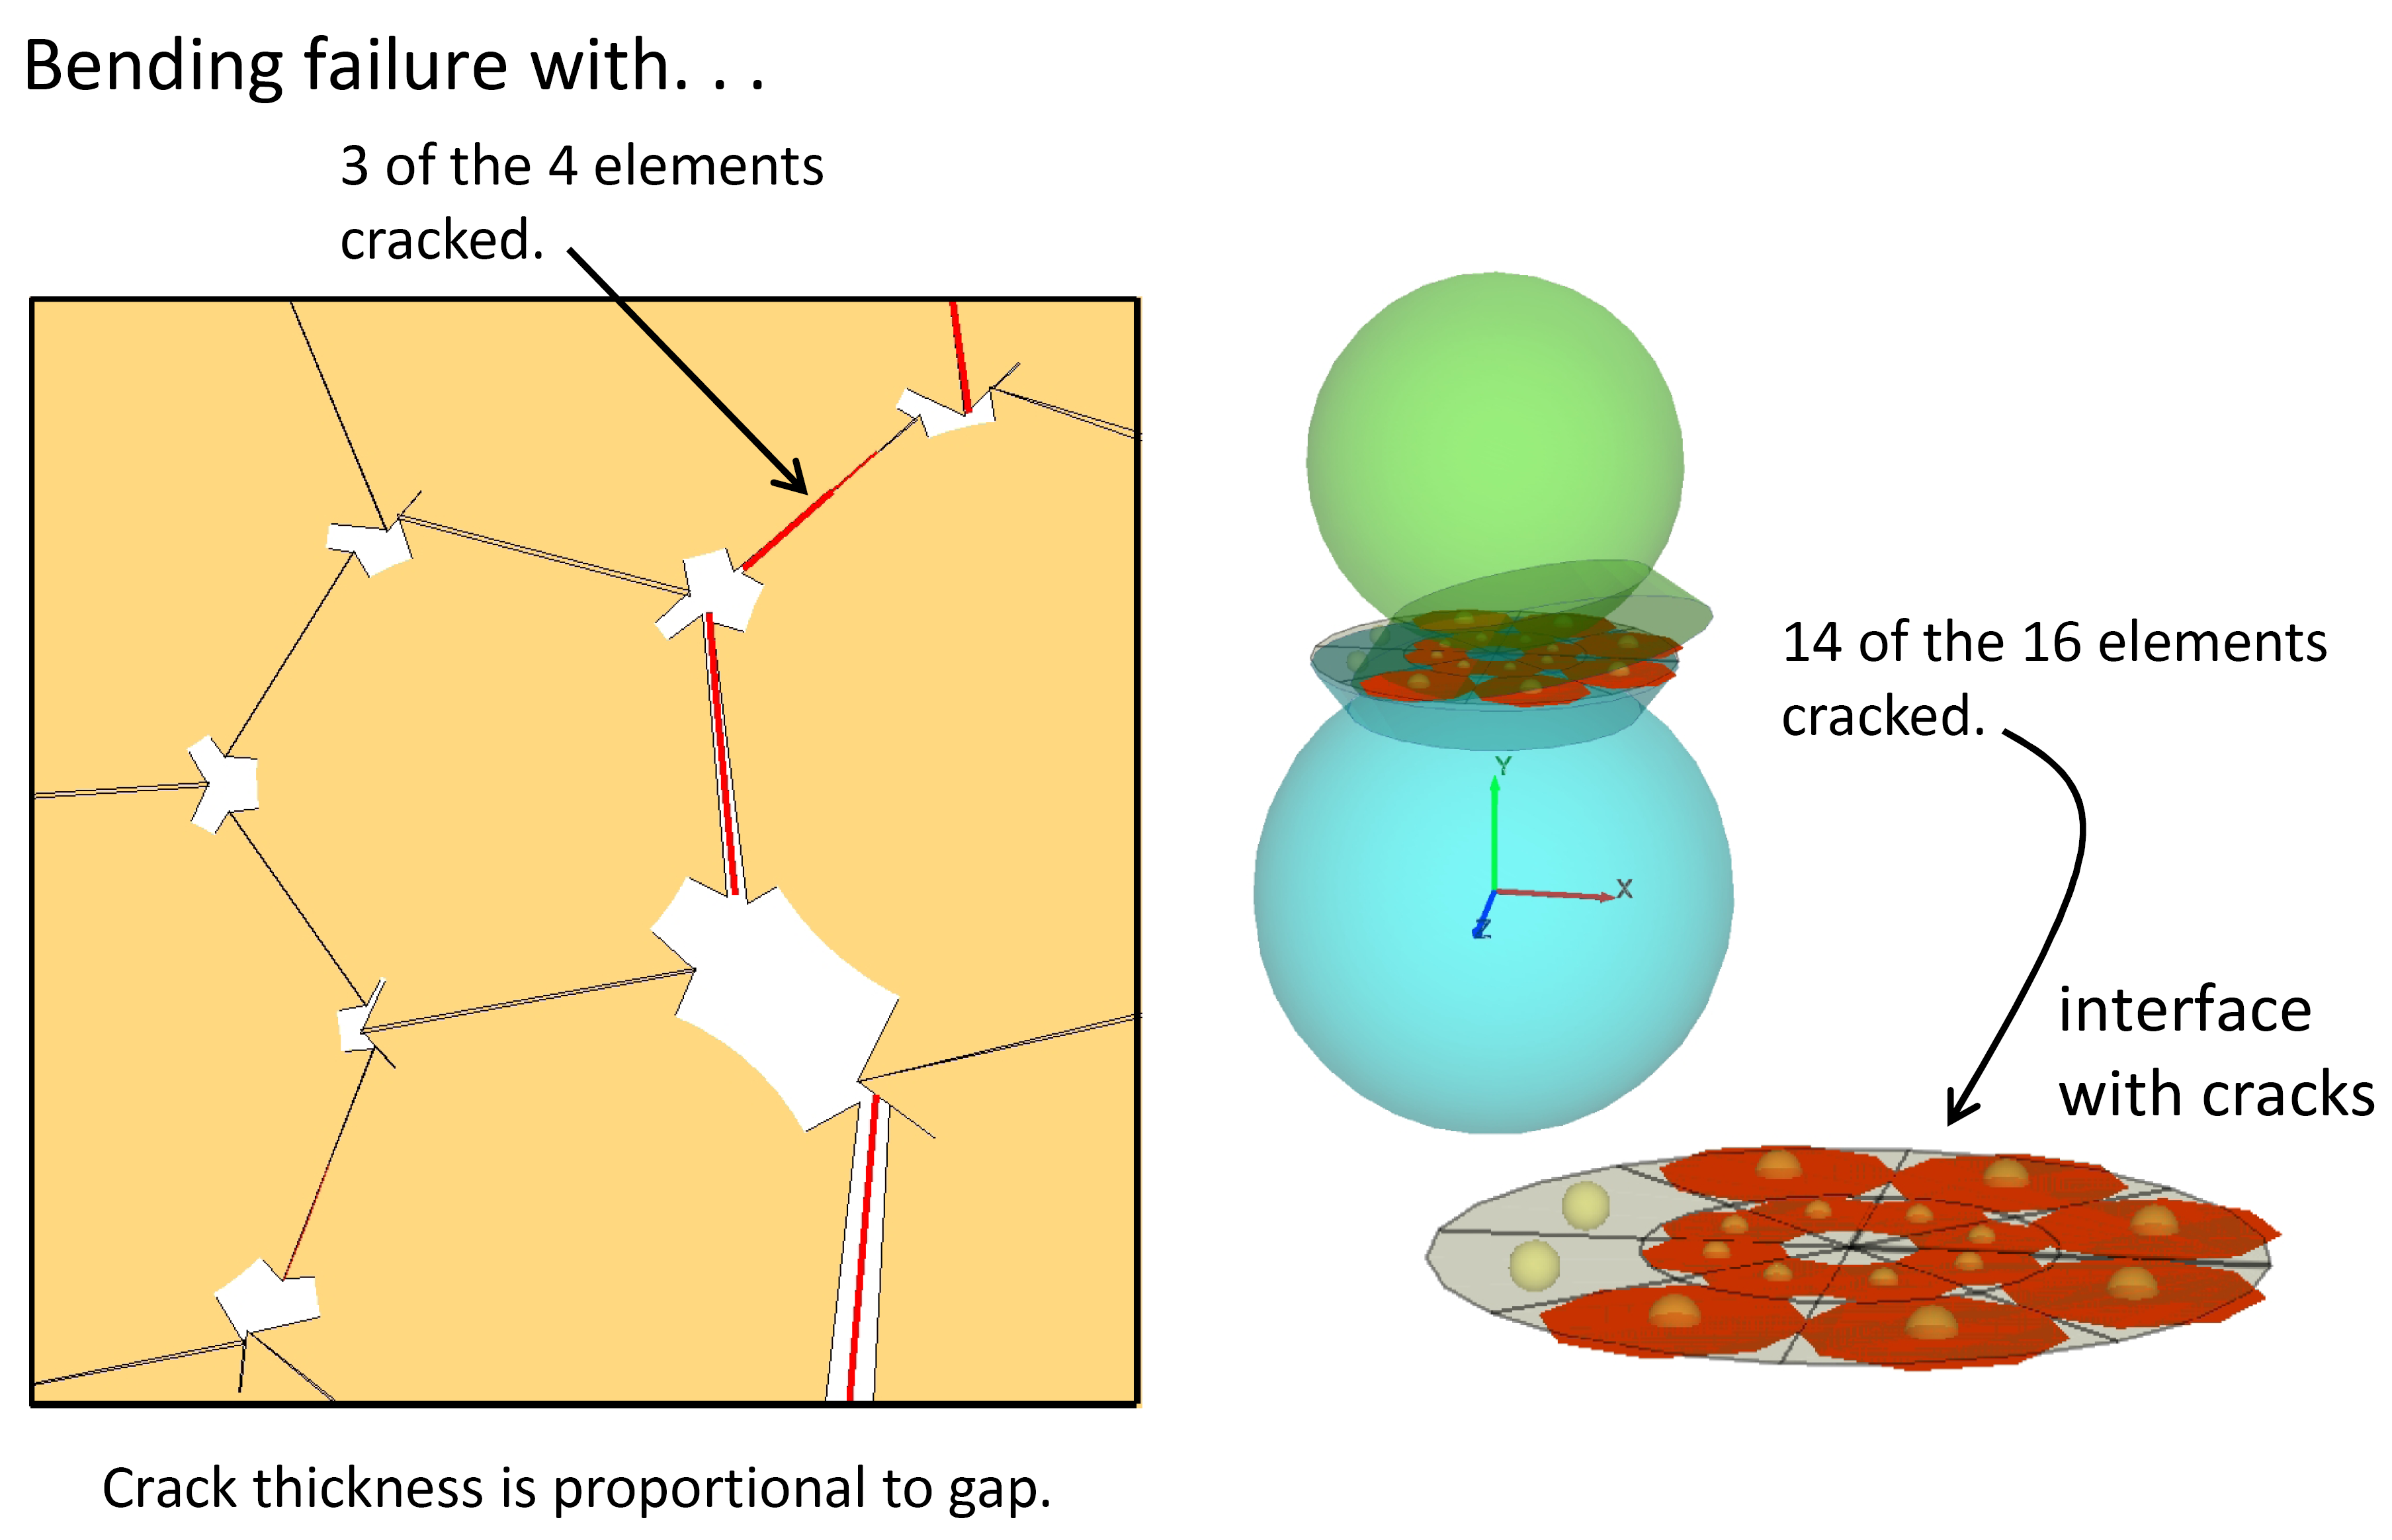 Bending failure with. . .
3 of the 4 elements
cracked.
14 of the 16 elements
cracked.
Y
X
Z
interface
with cracks
Crack thickness is proportional to gap.